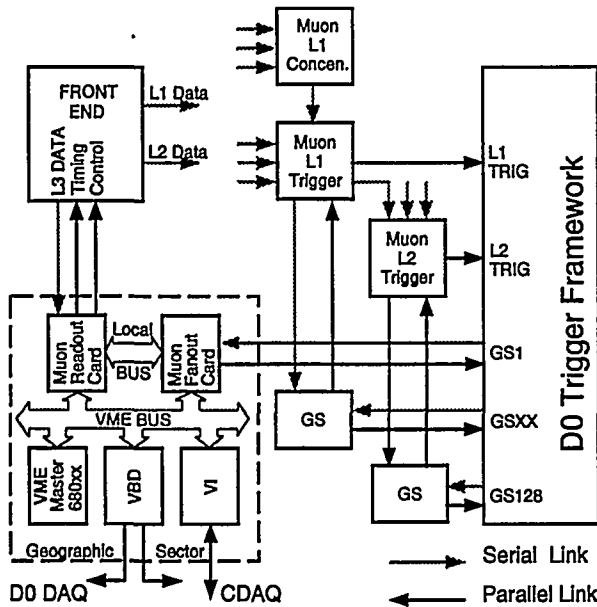 Muon
L1
Concen.
FRONT
END
L1 Data
L2 Data
L3 DATA
Timing
Control
Muon
L1
Trigger
L1
TRIG
Muon
L2
Trigger
L2
TRIG
D0 Trigger Framework
Muon
Readout
Card
Local
BUS
Muon
Fanout
Card
GS1
VME BUS
GS
GSXX
VME
Master
680xx
VBD
VI
GS
GS128
Geographic Sector
D0 DAQ
CDAQ
Serial Link
Parallel Link